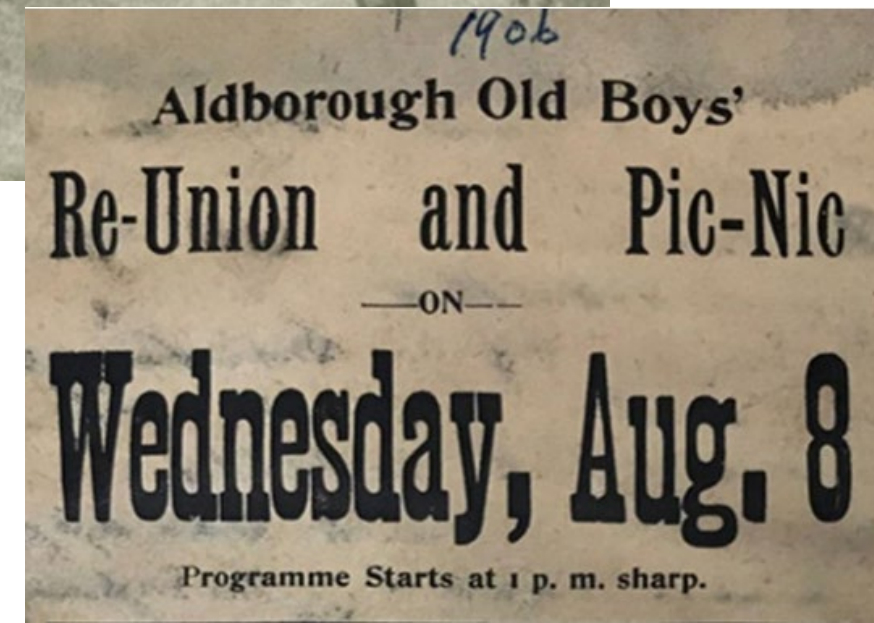 1906
Aldborough Old Boys'
Re-Union and Pic-Nic
—ON—
Wednesday, Aug. 8
Programme Starts at 1 p. m. sharp.